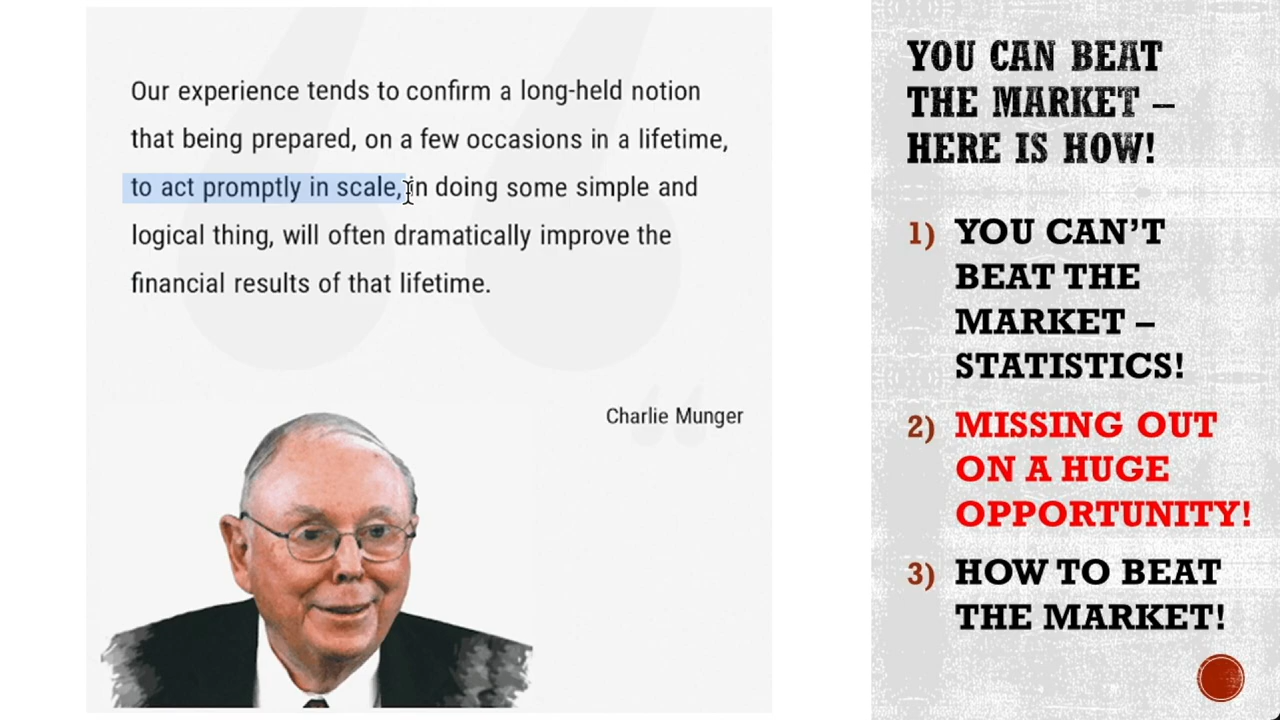 Our experience tends to confirm a long-held notion
that being prepared, on a few occasions in a lifetime,
to act promptly in scale, in doing some simple and
logical thing, will often dramatically improve the
financial results of that lifetime.
Charlie Munger
YOU CAN BEAT
THE MARKET –
HERE IS HOW!
1) YOU CAN’T
BEAT THE
MARKET –
STATISTICS!
2) MISSING OUT
ON A HUGE
OPPORTUNITY!
3) HOW TO BEAT
THE MARKET!